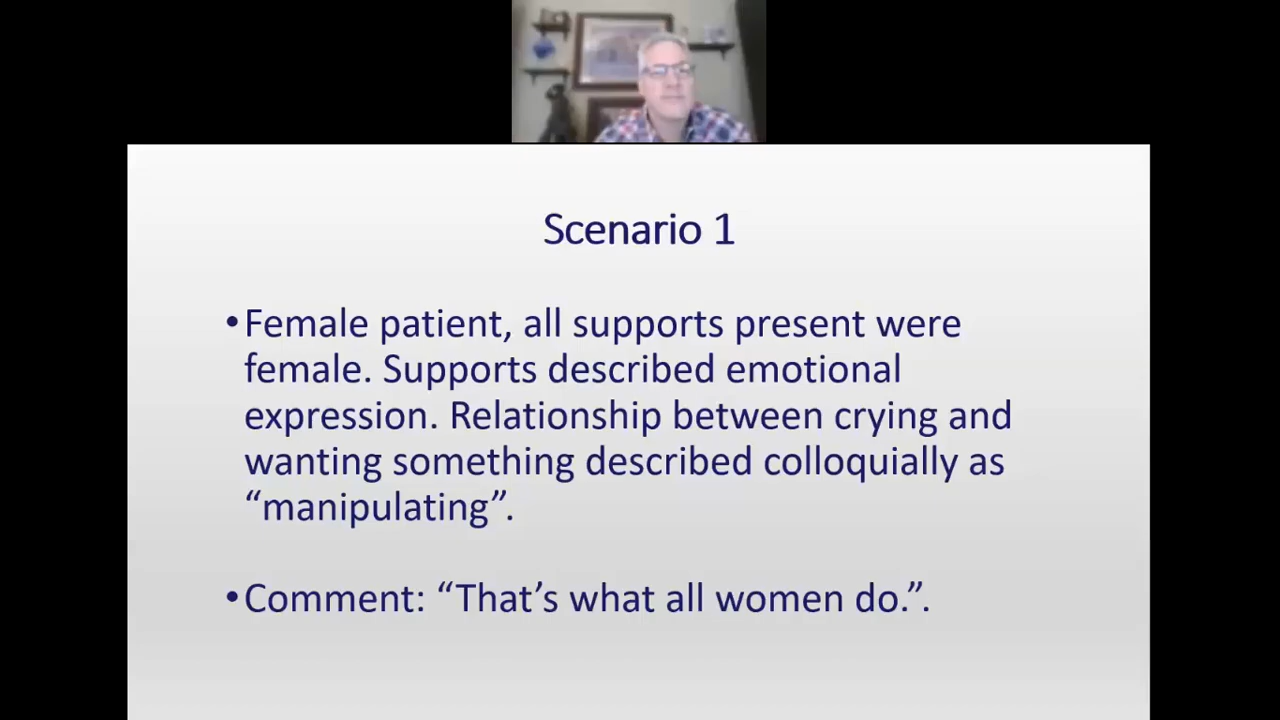 Scenario 1
•Female patient, all supports present were
female. Supports described emotional
expression. Relationship between crying and
wanting something described colloquially as
“manipulating”.
•Comment: “That’s what all women do.”.